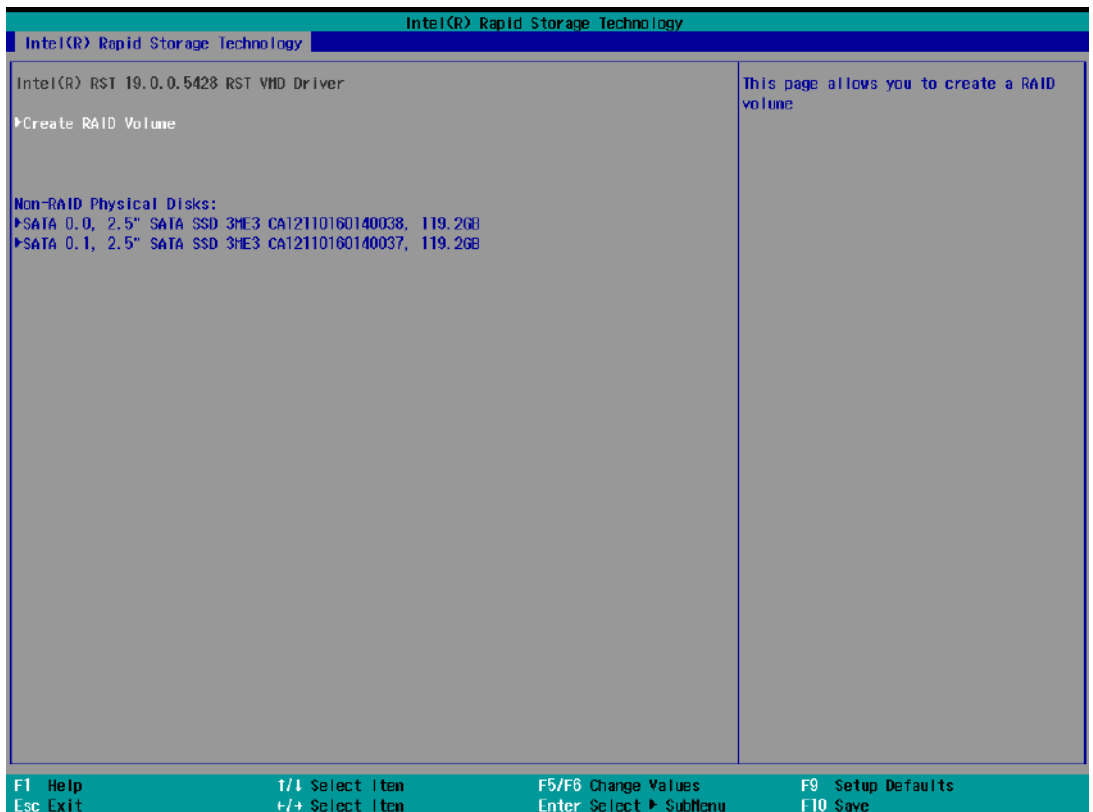 Intel(R) Rapid Storage Technology
Intel(R) Rapid Storage Technology
Intel(R) RST 19.0.0.5428 RST VMD Driver
▶Create RAID Volume
Non-RAID Physical Disks:
▶SATA 0.0, 2.5" SATA SSD 3ME3 CA12110160140038, 119.2GB
▶SATA 0.1, 2.5" SATA SSD 3ME3 CA12110160140037, 119.2GB
This page allows you to create a RAID
volume
F1 Help ↑/↓ Select Item F5/F6 Change Values F9 Setup Defaults
Esc Exit ←/→ Select Item Enter Select ▶ SubMenu F10 Save